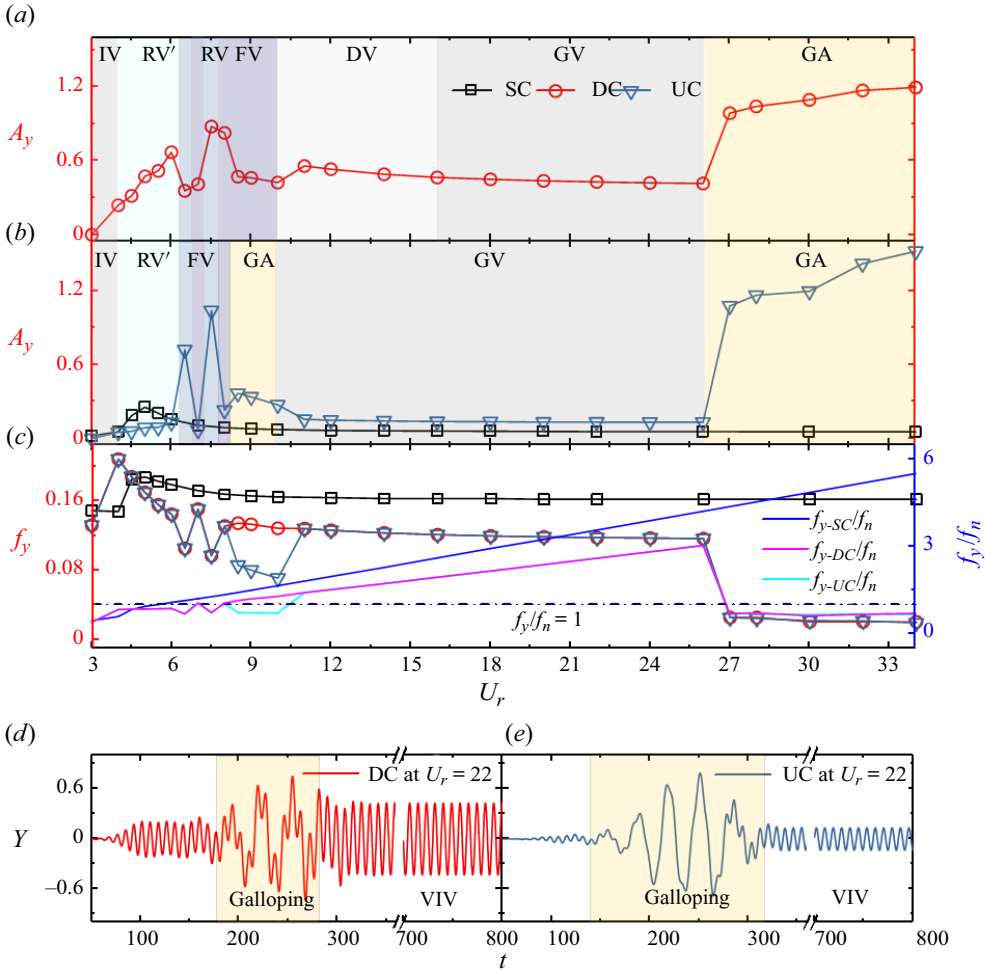 (a)
IV RV′ RV FV DV GV GA
SC DC UC
1.2
A_y
0.6
0
(b)
IV RV′ FV GA GV GA
1.2
A_y
0.6
0
(c)
6
0.16
f_y
f_y-SC/f_n
3
f_y/f_n
f_y-DC/f_n
0.08
f_y-UC/f_n
f_y/f_n = 1
0
0
3 6 9 12 15 18 21 24 27 30 33
U_r
(d) (e)
DC at U_r = 22 UC at U_r = 22
0.6
Y 0
−0.6
Galloping VIV Galloping VIV
100 200 300 700 800 100 200 300 700 800
t